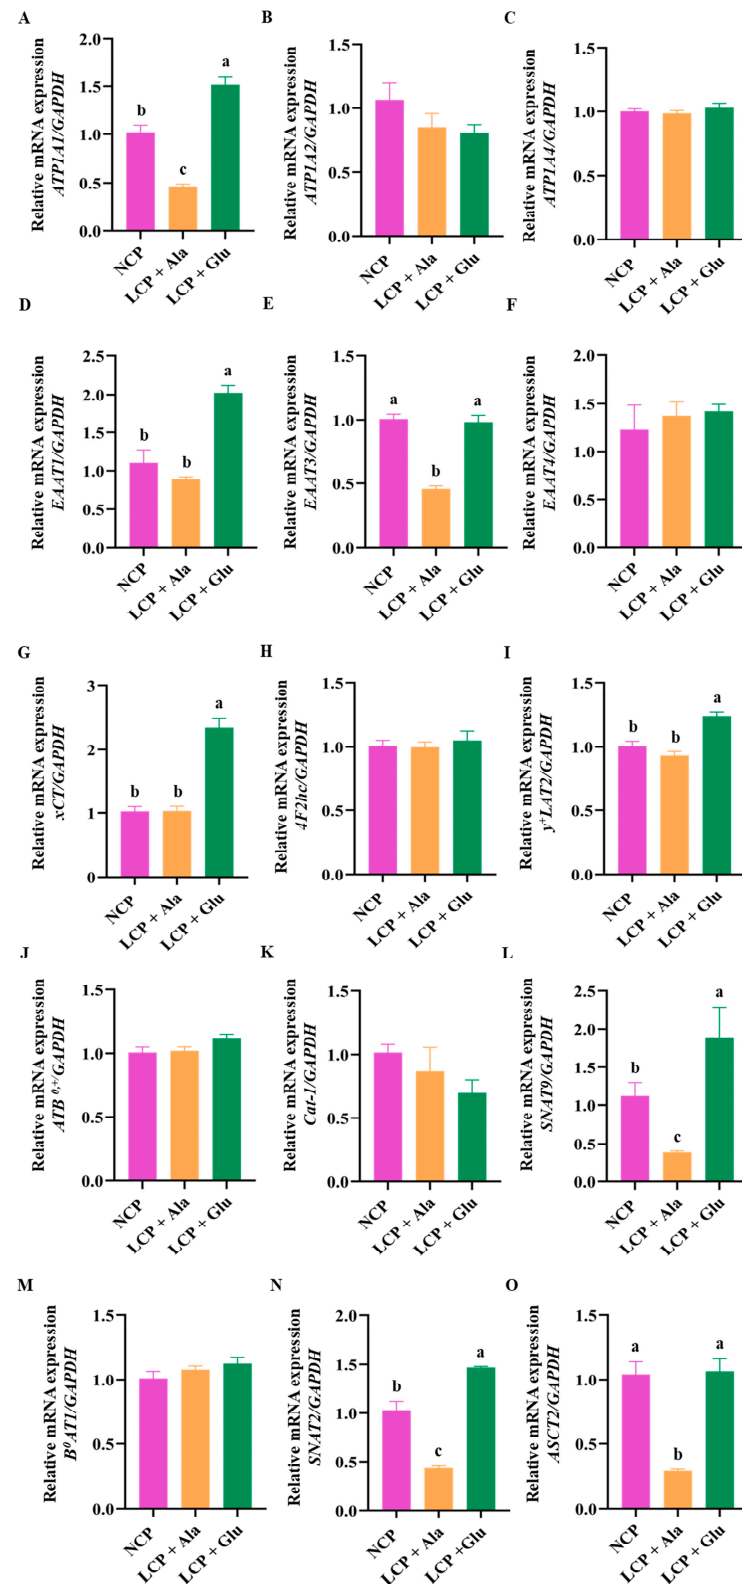 A
Relative mRNA expression
ATP1A1/GAPDH
2.0
1.5
1.0
0.5
0.0
b
c
a
NCP
LCP + Ala
LCP + Glu
B
Relative mRNA expression
ATP1A2/GAPDH
1.5
1.0
0.5
0.0
NCP
LCP + Ala
LCP + Glu
C
Relative mRNA expression
ATP1A4/GAPDH
1.5
1.0
0.5
0.0
NCP
LCP + Ala
LCP + Glu
D
Relative mRNA expression
EAAT1/GAPDH
2.5
2.0
1.5
1.0
0.5
0.0
b
b
a
NCP
LCP + Ala
LCP + Glu
E
Relative mRNA expression
EAAT3/GAPDH
1.5
1.0
0.5
0.0
a
b
a
NCP
LCP + Ala
LCP + Glu
F
Relative mRNA expression
EAAT4/GAPDH
2.0
1.5
1.0
0.5
0.0
NCP
LCP + Ala
LCP + Glu
G
Relative mRNA expression
xCT/GAPDH
3
2
1
0
b
b
a
NCP
LCP + Ala
LCP + Glu
H
Relative mRNA expression
4F2hc/GAPDH
1.5
1.0
0.5
0.0
NCP
LCP + Ala
LCP + Glu
I
Relative mRNA expression
y⁺LAT2/GAPDH
1.5
1.0
0.5
0.0
b
b
a
NCP
LCP + Ala
LCP + Glu
J
Relative mRNA expression
ATB ⁰,⁺/GAPDH
1.5
1.0
0.5
0.0
NCP
LCP + Ala
LCP + Glu
K
Relative mRNA expression
Cat-1/GAPDH
1.5
1.0
0.5
0.0
NCP
LCP + Ala
LCP + Glu
L
Relative mRNA expression
SNAT9/GAPDH
2.5
2.0
1.5
1.0
0.5
0.0
b
c
a
NCP
LCP + Ala
LCP + Glu
M
Relative mRNA expression
B⁰AT1/GAPDH
1.5
1.0
0.5
0.0
NCP
LCP + Ala
LCP + Glu
N
Relative mRNA expression
SNAT2/GAPDH
2.0
1.5
1.0
0.5
0.0
b
c
a
NCP
LCP + Ala
LCP +Glu
O
Relative mRNA expression
ASCT2/GAPDH
1.5
1.0
0.5
0.0
a
b
a
NCP
LCP + Ala
LCP + Glu